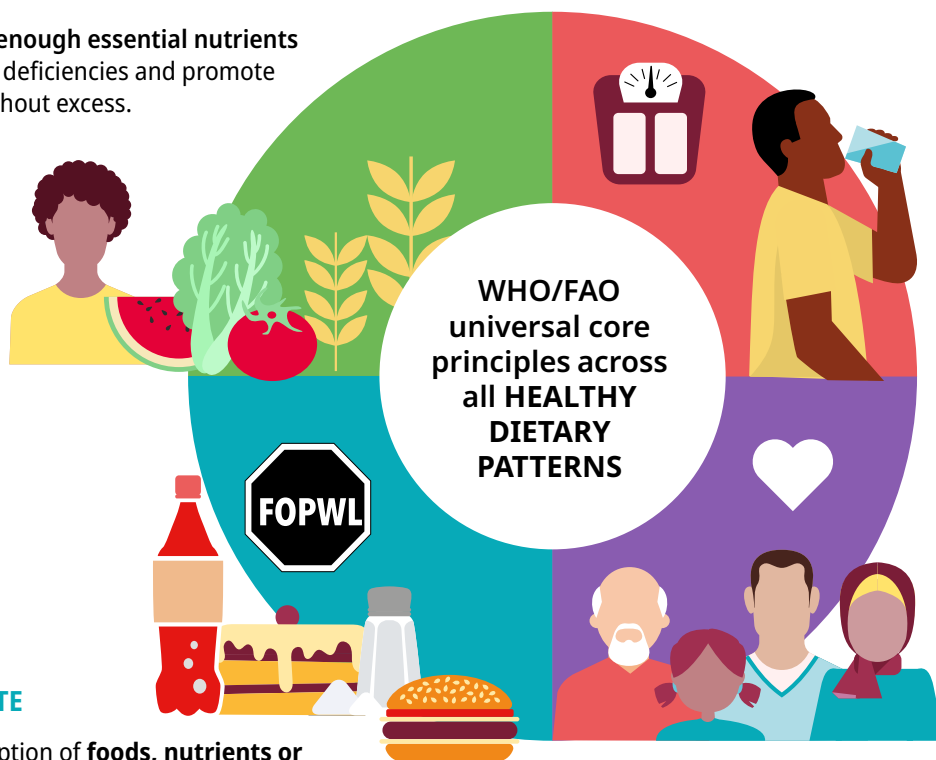 enough essential nutrients
deficiencies and promote
hout excess.
WHO/FAO
universal core
principles across
all HEALTHY
DIETARY
PATTERNS
FOPWL
TE
ption of foods, nutrients or